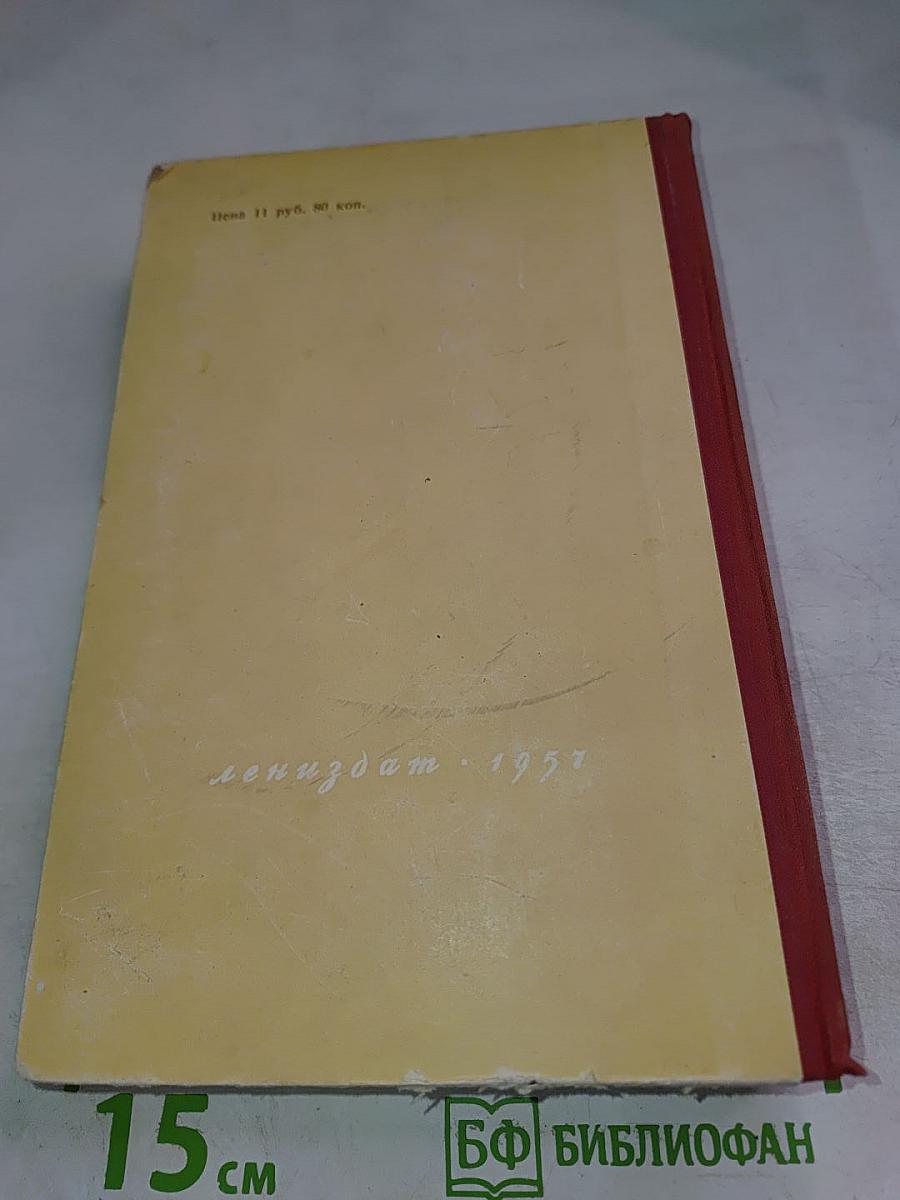 Цена 11 руб. 80 коп.
лениздат · 1957
15 см
БФ БИБЛИОФАН